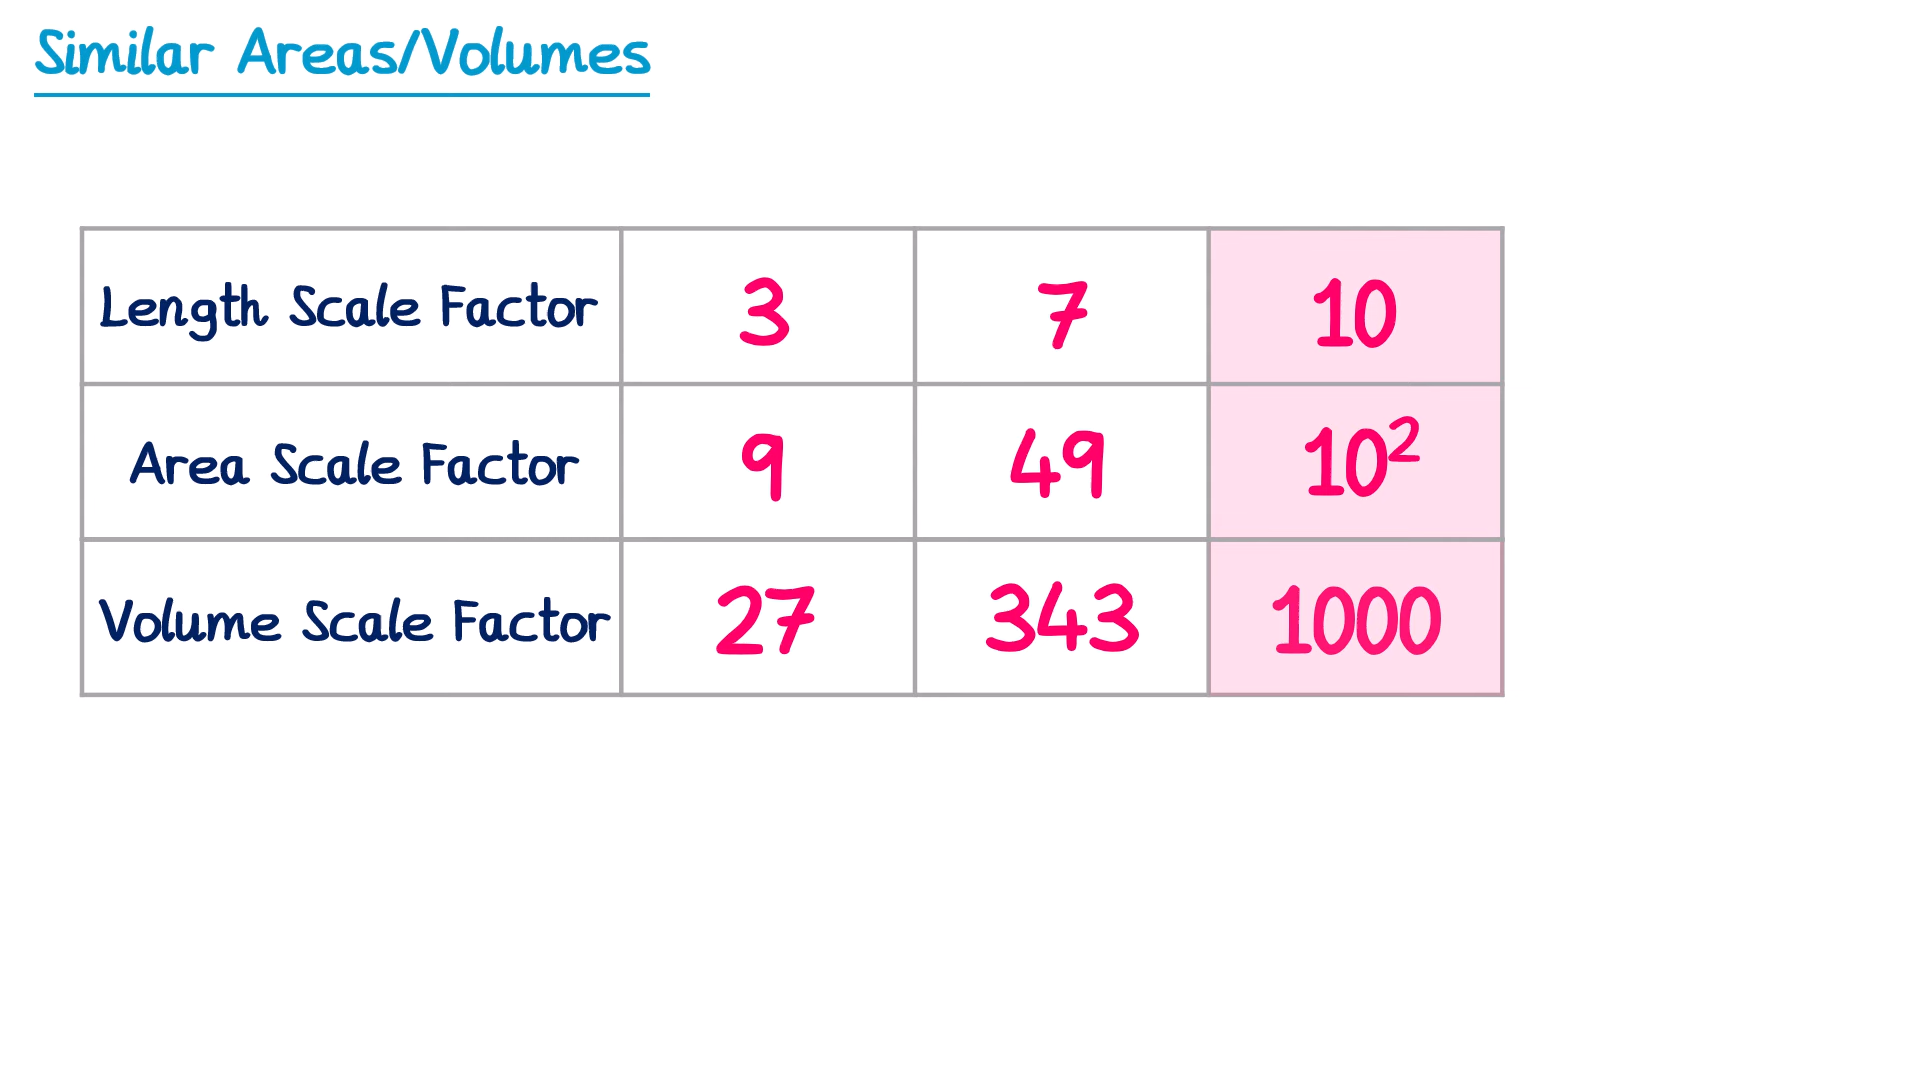 Similar Areas/Volumes
Length Scale Factor 3 7 10
Area Scale Factor 9 49 10²
Volume Scale Factor 27 343 1000